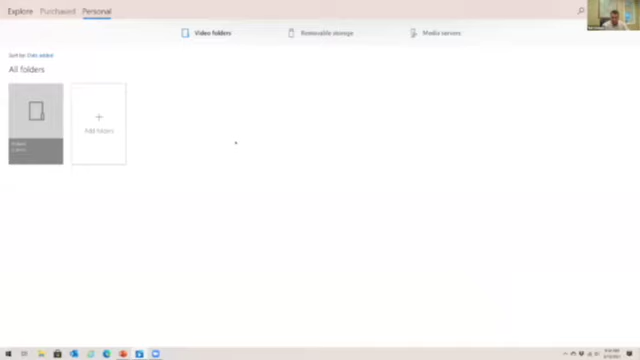 Explore Purchased Personal
Video folders Removable storage Media servers
Sort by: Date added
All folders
Add folders